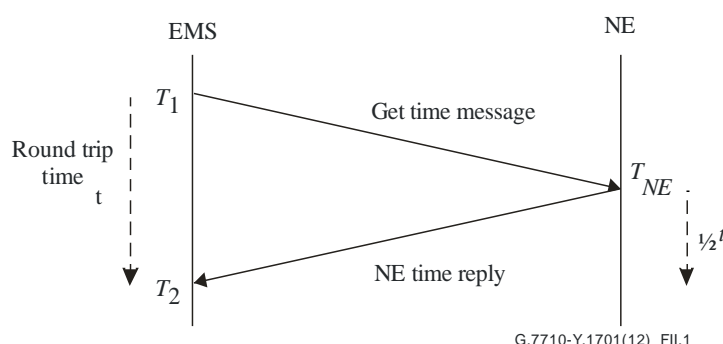 EMS
NE
T1
Get time message
Round trip
time
t
TNE
½t
NE time reply
T2
G.7710-Y.1701(12)_FII.1